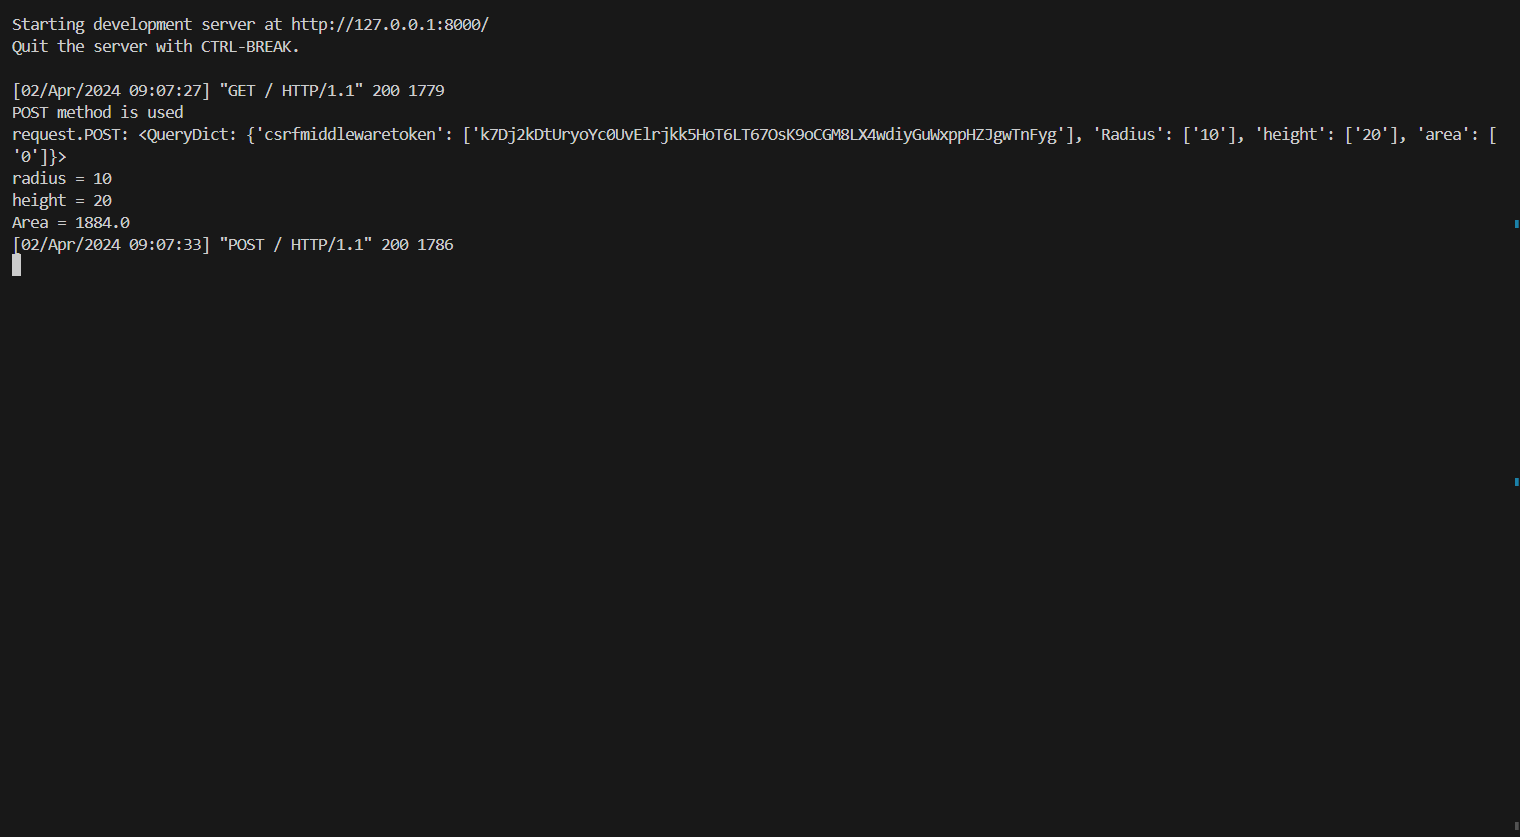 Starting development server at http://127.0.0.1:8000/
Quit the server with CTRL-BREAK.
[02/Apr/2024 09:07:27] "GET / HTTP/1.1" 200 1779
POST method is used
request.POST: <QueryDict: {'csrfmiddlewaretoken': ['k7Dj2kDtUryoYc0UvElrjkk5HoT6LT67OsK9oCGM8LX4wdiyGuWxppHZJgwTnFyg'], 'Radius': ['10'], 'height': ['20'], 'area': [
'0']}>
radius = 10
height = 20
Area = 1884.0
[02/Apr/2024 09:07:33] "POST / HTTP/1.1" 200 1786